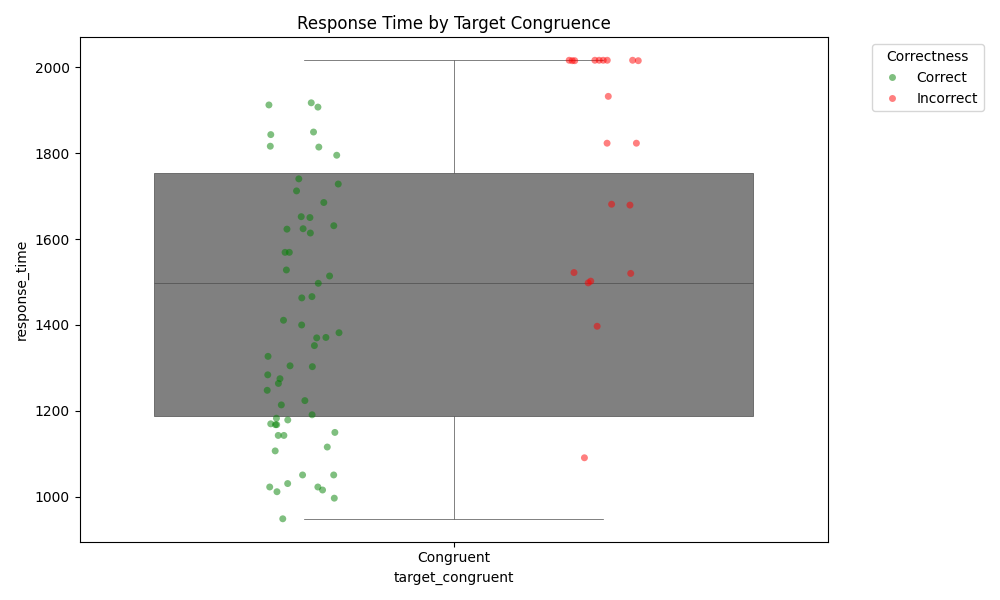 Response Time by Target Congruence
Correctness
Correct
Incorrect
response_time
2000
1800
1600
1400
1200
1000
Congruent
target_congruent